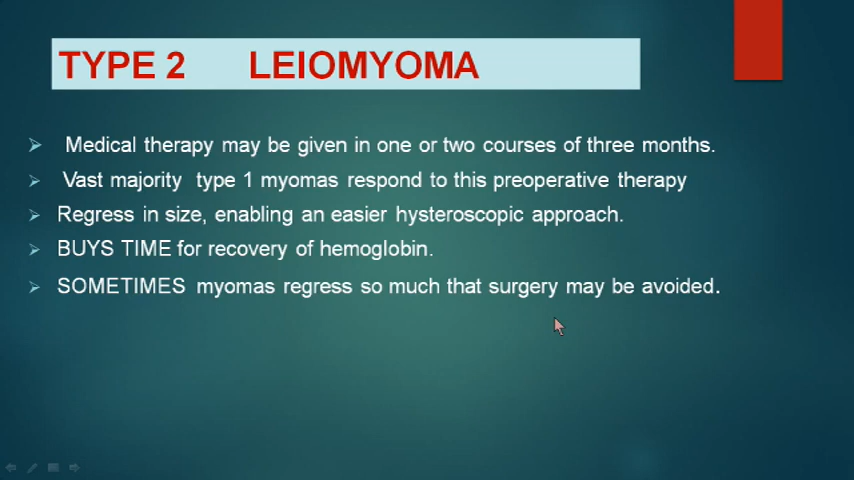 TYPE 2 LEIOMYOMA
Medical therapy may be given in one or two courses of three months.
Vast majority type 1 myomas respond to this preoperative therapy
Regress in size, enabling an easier hysteroscopic approach.
BUYS TIME for recovery of hemoglobin.
SOMETIMES myomas regress so much that surgery may be avoided.